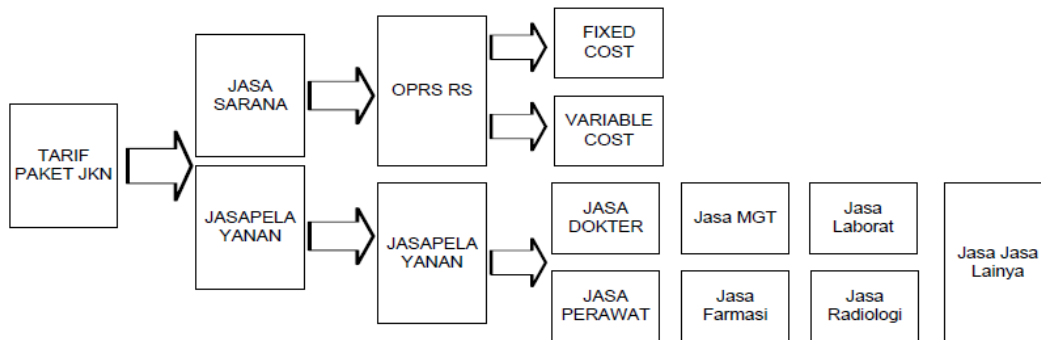 TARIF
PAKET JKN
JASA
SARANA
JASAPELA
YANAN
OPRS RS
JASAPELA
YANAN
FIXED
COST
VARIABLE
COST
JASA
DOKTER
Jasa MGT
Jasa
Laborat
JASA
PERAWAT
Jasa
Farmasi
Jasa
Radiologi
Jasa Jasa
Lainya